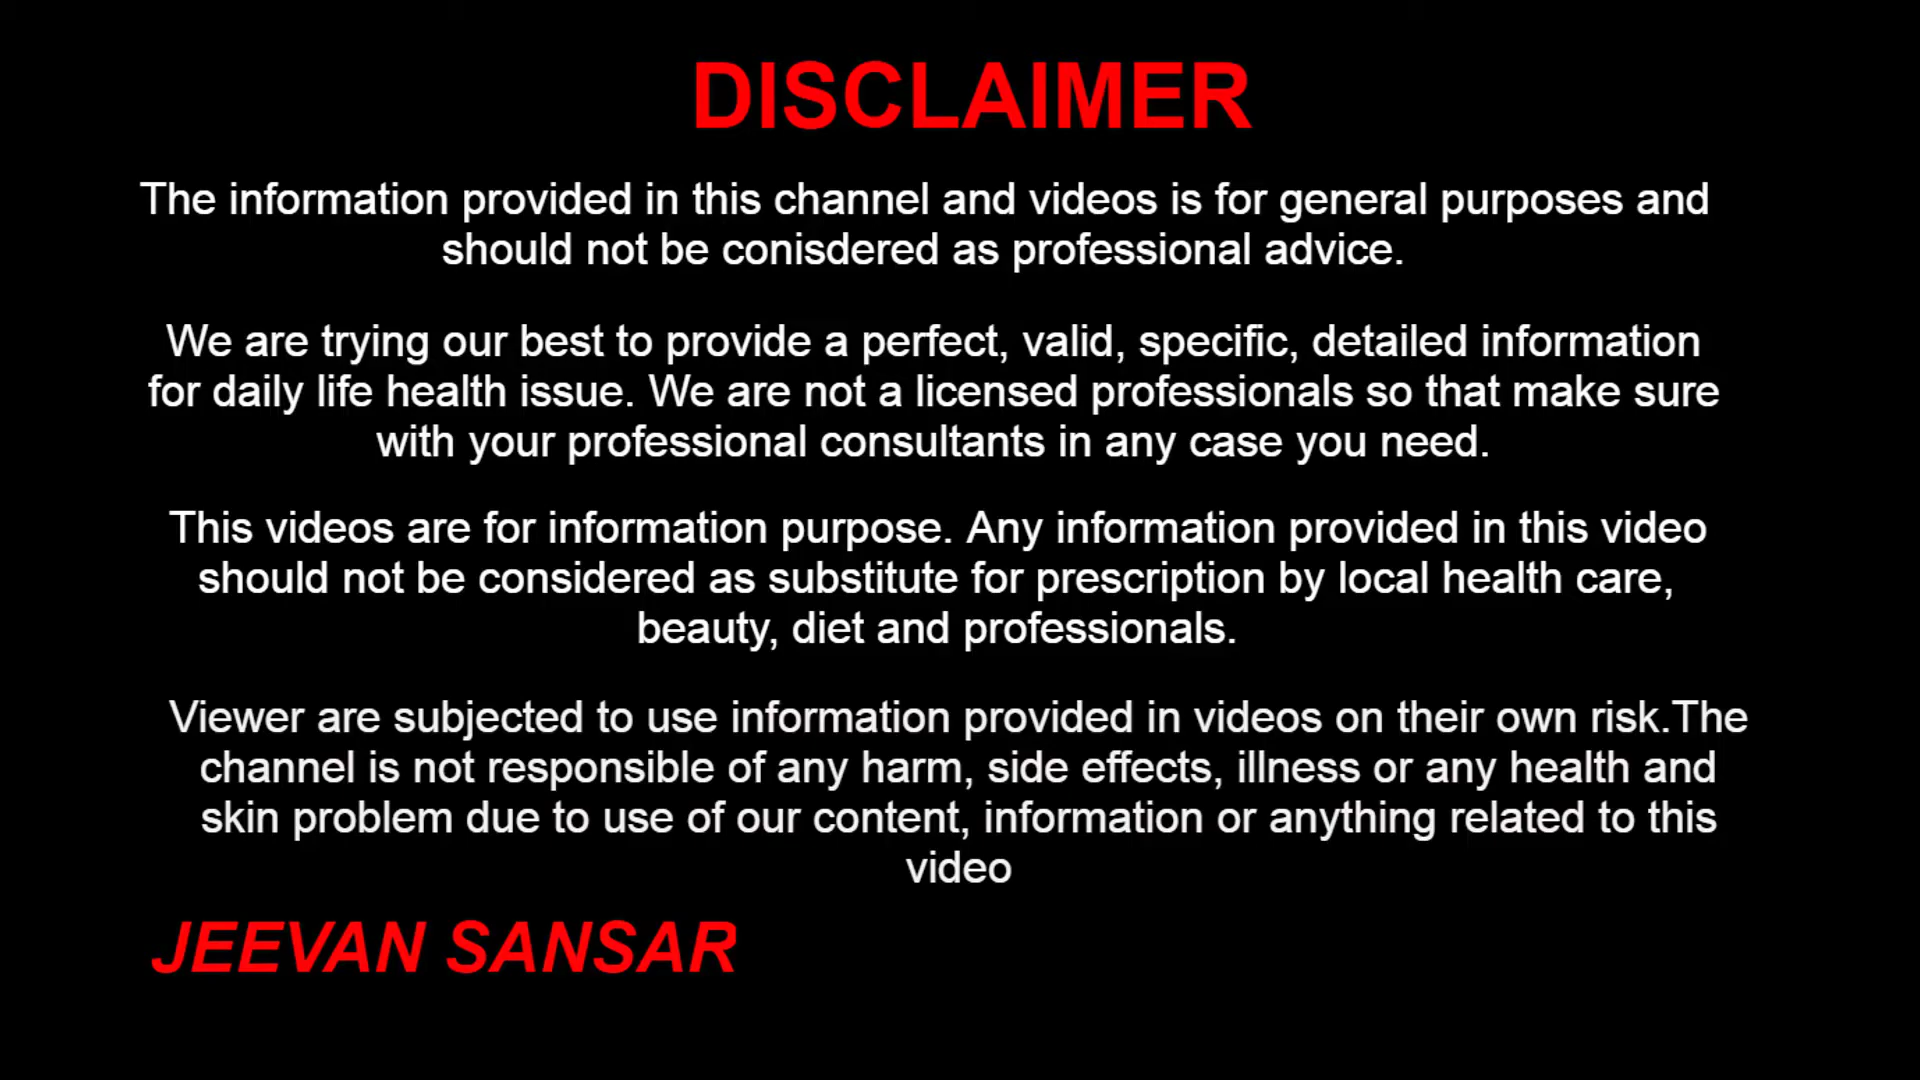 DISCLAIMER
The information provided in this channel and videos is for general purposes and
should not be conisdered as professional advice.
We are trying our best to provide a perfect, valid, specific, detailed information
for daily life health issue. We are not a licensed professionals so that make sure
with your professional consultants in any case you need.
This videos are for information purpose. Any information provided in this video
should not be considered as substitute for prescription by local health care,
beauty, diet and professionals.
Viewer are subjected to use information provided in videos on their own risk.The
channel is not responsible of any harm, side effects, illness or any health and
skin problem due to use of our content, information or anything related to this
video
JEEVAN SANSAR